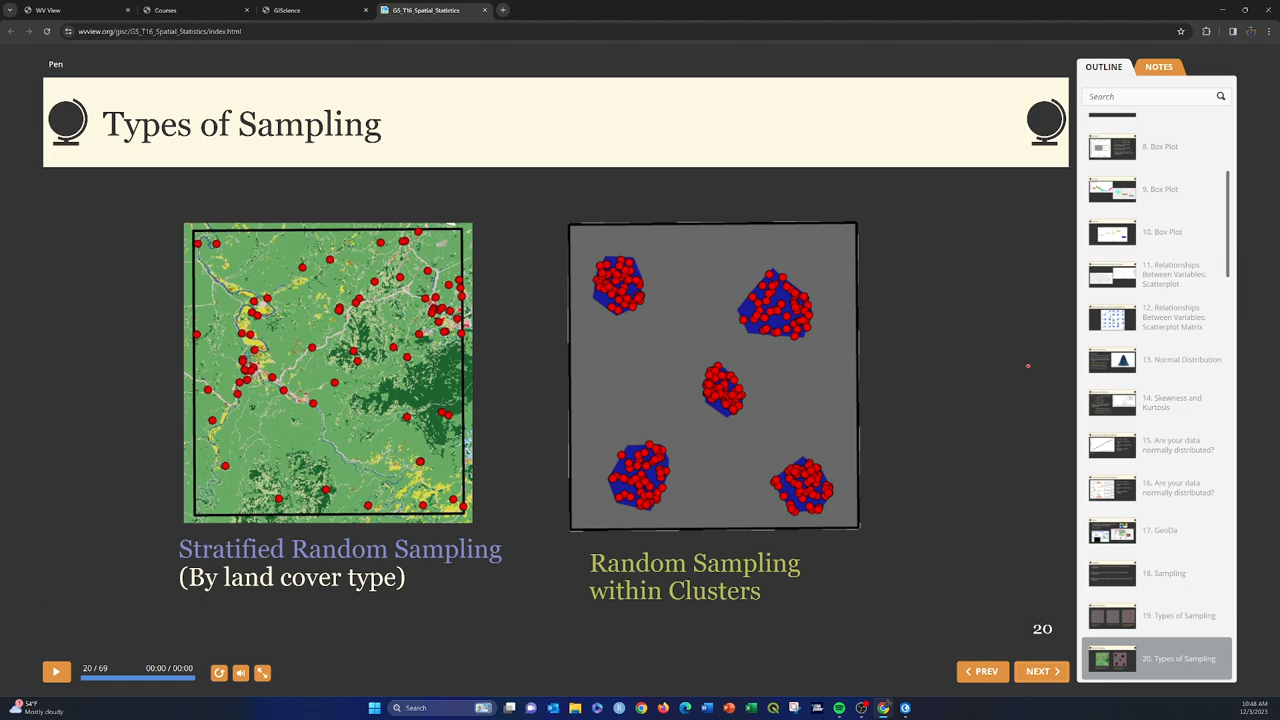 WV View
Courses
GIScience
GS_T16_Spatial_Statistics
wvview.org/gisc/GS_T16_Spatial_Statistics/index.html
Pen
Types of Sampling
Stratified Random Sampling
(By land cover type)
Random Sampling
within Clusters
20
20 / 69
00:00 / 00:00
PREV
NEXT
OUTLINE
NOTES
Search
8. Box Plot
9. Box Plot
10. Box Plot
11. Relationships
Between Variables:
Scatterplot
12. Relationships
Between Variables:
Scatterplot Matrix
13. Normal Distribution
14. Skewness and
Kurtosis
15. Are your data
normally distributed?
16. Are your data
normally distributed?
17. GeoDa
18. Sampling
19. Types of Sampling
20. Types of Sampling
54°F
Mostly cloudy
Search
10:48 AM
12/3/2023